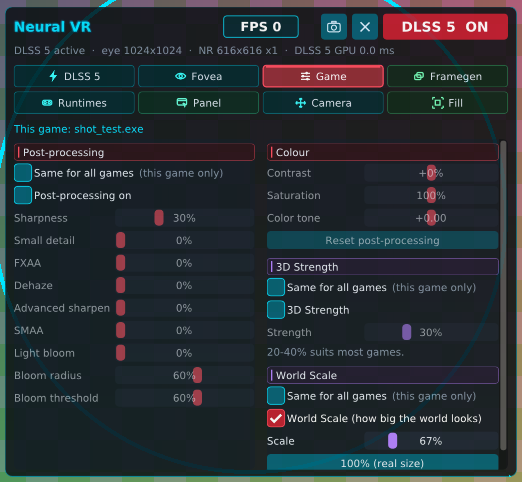 Neural VR FPS 0 DLSS 5 ON
DLSS 5 active · eye 1024x1024 · NR 616x616 x1 · DLSS 5 GPU 0.0 ms
DLSS 5 Fovea Game Framegen
Runtimes Panel Camera Fill
This game: shot_test.exe
Post-processing
Same for all games (this game only)
Post-processing on
Sharpness 30%
Small detail 0%
FXAA 0%
Dehaze 0%
Advanced sharpen 0%
SMAA 0%
Light bloom 0%
Bloom radius 60%
Bloom threshold 60%
Colour
Contrast +0%
Saturation 100%
Color tone +0.00
Reset post-processing
3D Strength
Same for all games (this game only)
3D Strength
Strength 30%
20-40% suits most games.
World Scale
Same for all games (this game only)
World Scale (how big the world looks)
Scale 67%
100% (real size)